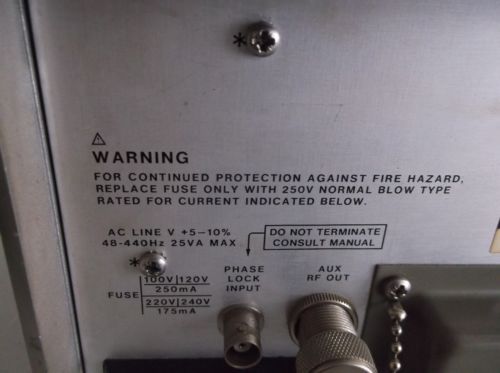 WARNING
FOR CONTINUED PROTECTION AGAINST FIRE HAZARD,
REPLACE FUSE ONLY WITH 250V NORMAL BLOW TYPE
RATED FOR CURRENT INDICATED BELOW.
AC LINE V +5-10%
48-440Hz 25VA MAX
DO NOT TERMINATE
CONSULT MANUAL
FUSE
100V|120V
250mA
220V|240V
175mA
PHASE
LOCK
INPUT
AUX
RF OUT